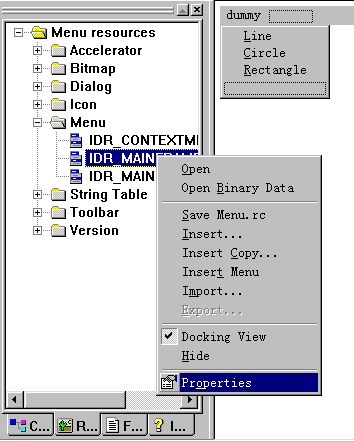 Menu resources
Accelerator
Bitmap
Dialog
Icon
Menu
IDR_CONTEXTM
IDR_MAINFRAME
IDR_MAIN
String Table
Toolbar
Version
Open
Open Binary Data
Save Menu.rc
Insert...
Insert Copy...
Insert Menu
Import...
Export...
Docking View
Hide
Properties
C...
R...
F...
I...
dummy
Line
Circle
Rectangle